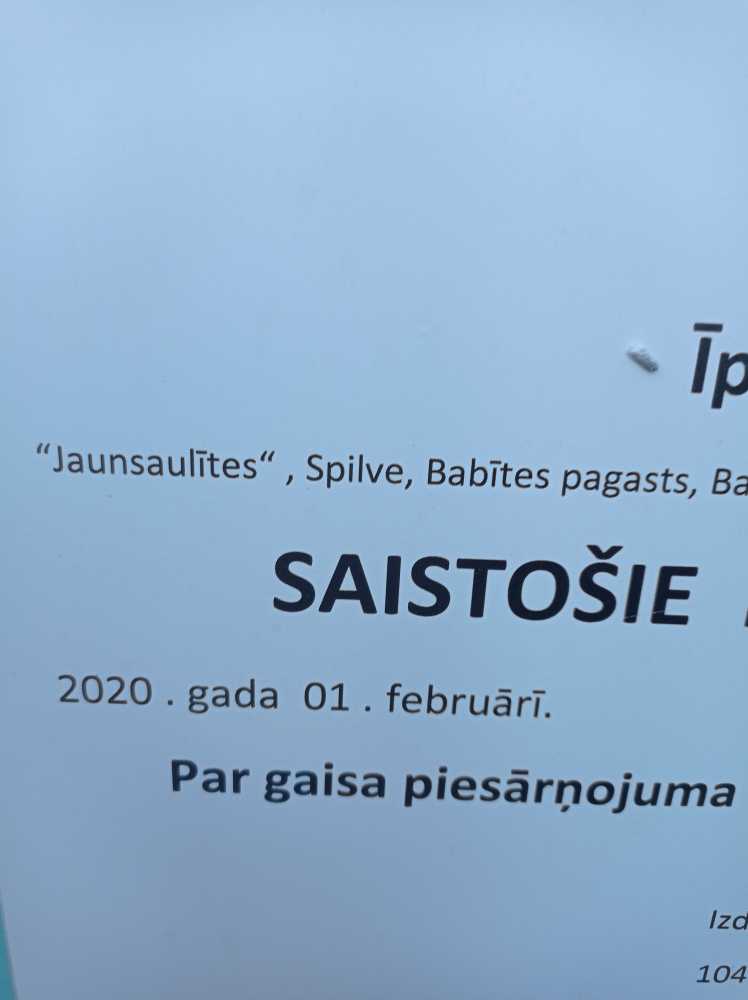 Īp
“Jaunsaulītes“ , Spilve, Babītes pagasts, Ba
SAISTOŠIE
2020 . gada 01 . februārī.
Par gaisa piesārņojuma
Izd
104